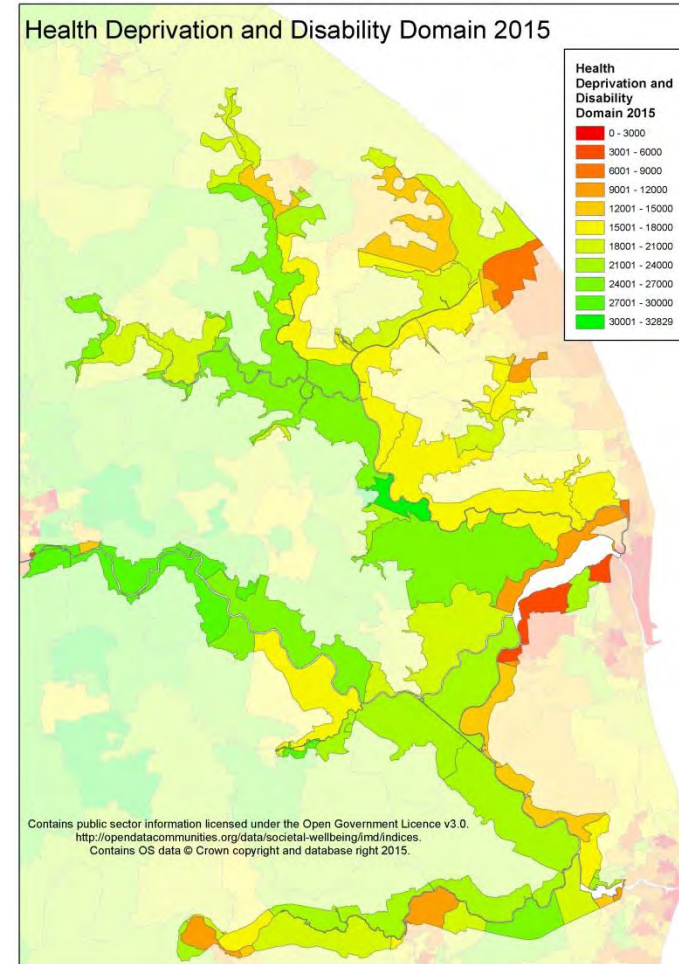 Health Deprivation and Disability Domain 2015
Health
Deprivation and
Disability
Domain 2015
0 - 3000
3001 - 6000
6001 - 9000
9001 - 12000
12001 - 15000
15001 - 18000
18001 - 21000
21001 - 24000
24001 - 27000
27001 - 30000
30001 - 32829
Contains public sector information licensed under the Open Government Licence v3.0.
http://opendatacommunities.org/data/societal-wellbeing/imd/indices.
Contains OS data © Crown copyright and database right 2015.